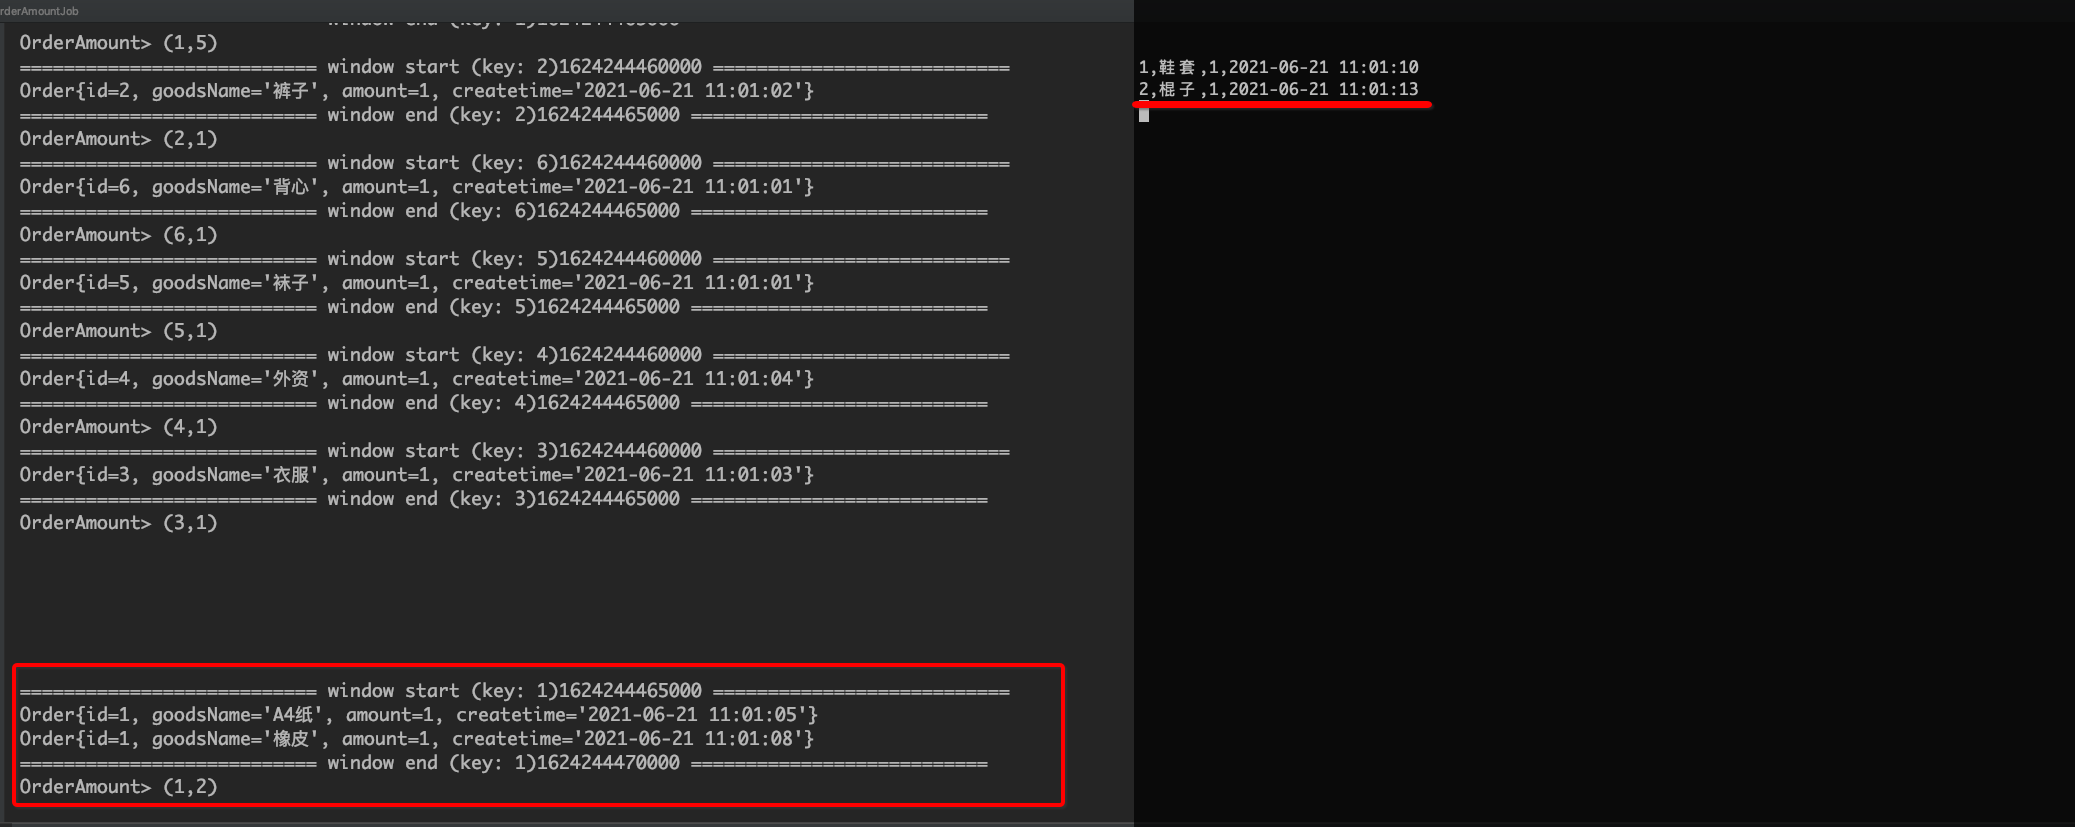 rderAmountJob
OrderAmount> (1,5)
=========================== window start (key: 2)1624244460000 ===========================
Order{id=2, goodsName='裤子', amount=1, createtime='2021-06-21 11:01:02'}
=========================== window end (key: 2)1624244465000 ===========================
OrderAmount> (2,1)
=========================== window start (key: 6)1624244460000 ===========================
Order{id=6, goodsName='背心', amount=1, createtime='2021-06-21 11:01:01'}
=========================== window end (key: 6)1624244465000 ===========================
OrderAmount> (6,1)
=========================== window start (key: 5)1624244460000 ===========================
Order{id=5, goodsName='袜子', amount=1, createtime='2021-06-21 11:01:01'}
=========================== window end (key: 5)1624244465000 ===========================
OrderAmount> (5,1)
=========================== window start (key: 4)1624244460000 ===========================
Order{id=4, goodsName='外资', amount=1, createtime='2021-06-21 11:01:04'}
=========================== window end (key: 4)1624244465000 ===========================
OrderAmount> (4,1)
=========================== window start (key: 3)1624244460000 ===========================
Order{id=3, goodsName='衣服', amount=1, createtime='2021-06-21 11:01:03'}
=========================== window end (key: 3)1624244465000 ===========================
OrderAmount> (3,1)
=========================== window start (key: 1)1624244465000 ===========================
Order{id=1, goodsName='A4纸', amount=1, createtime='2021-06-21 11:01:05'}
Order{id=1, goodsName='橡皮', amount=1, createtime='2021-06-21 11:01:08'}
=========================== window end (key: 1)1624244470000 ===========================
OrderAmount> (1,2)
1,鞋套,1,2021-06-21 11:01:10
2,棍子,1,2021-06-21 11:01:13